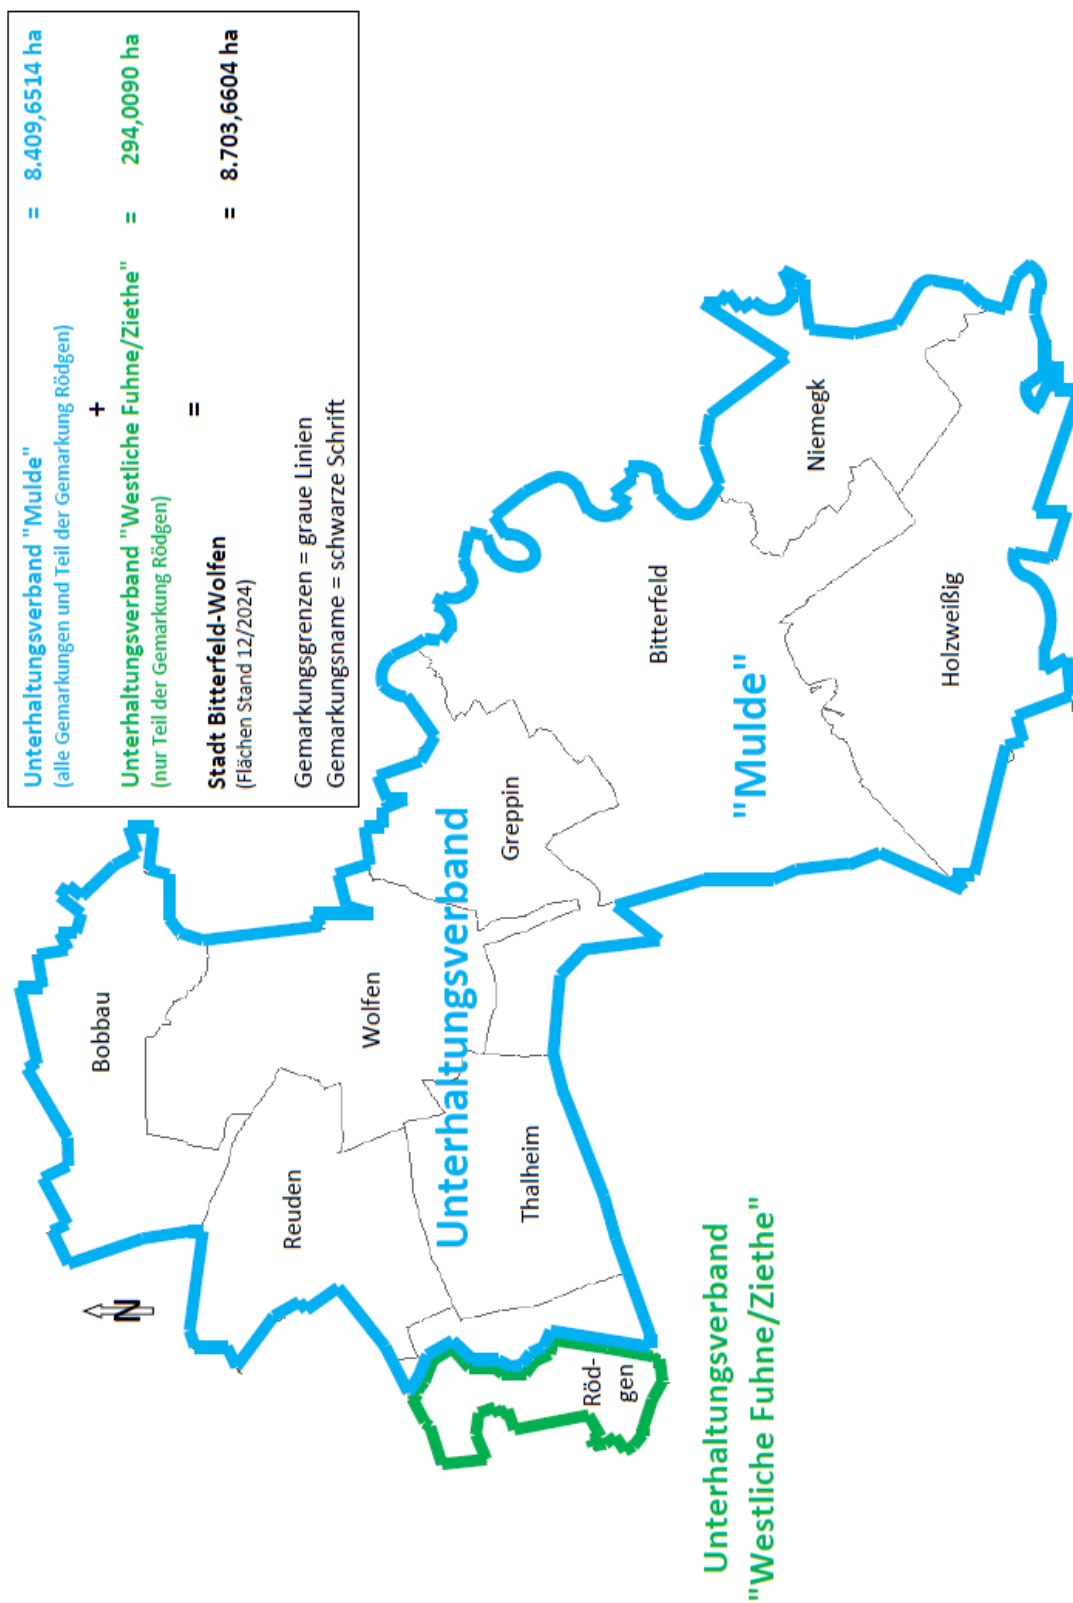 Unterhaltungsverband "Mulde" = 8.409,6514 ha
(alle Gemarkungen und Teil der Gemarkung Rödgen)
+
Unterhaltungsverband "Westliche Fuhne/Ziethe" = 294,0090 ha
(nur Teil der Gemarkung Rödgen)
=
Stadt Bitterfeld-Wolfen = 8.703,6604 ha
(Flächen Stand 12/2024)
Gemarkungsgrenzen = graue Linien
Gemarkungsname = schwarze Schrift
N
Bobbau
Reuden
Wolfen
Unterhaltungsverband
Greppin
Thalheim
Röd-
gen
Bitterfeld
"Mulde"
Niemegk
Holzweißig
Unterhaltungsverband
"Westliche Fuhne/Ziethe"